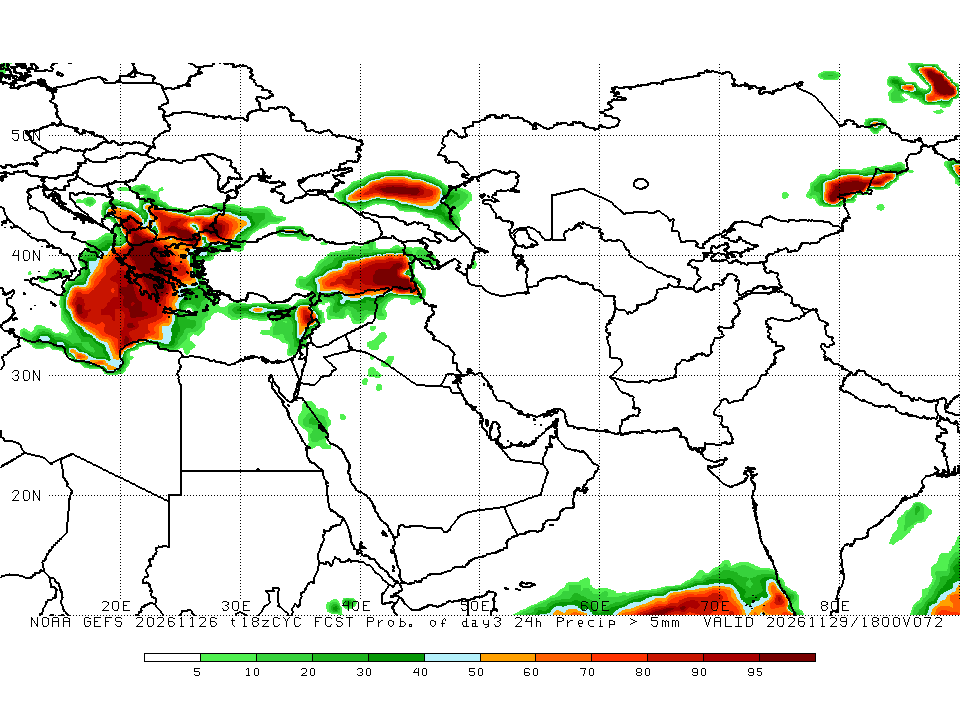 50N
40N
30N
20N
20E 30E 40E 50E 60E 70E 80E
NOAA GEFS 20261126 t18zCYC FCST Prob. of day3 24h Precip > 5mm VALID 20261129/1800V072
5 10 20 30 40 50 60 70 80 90 95